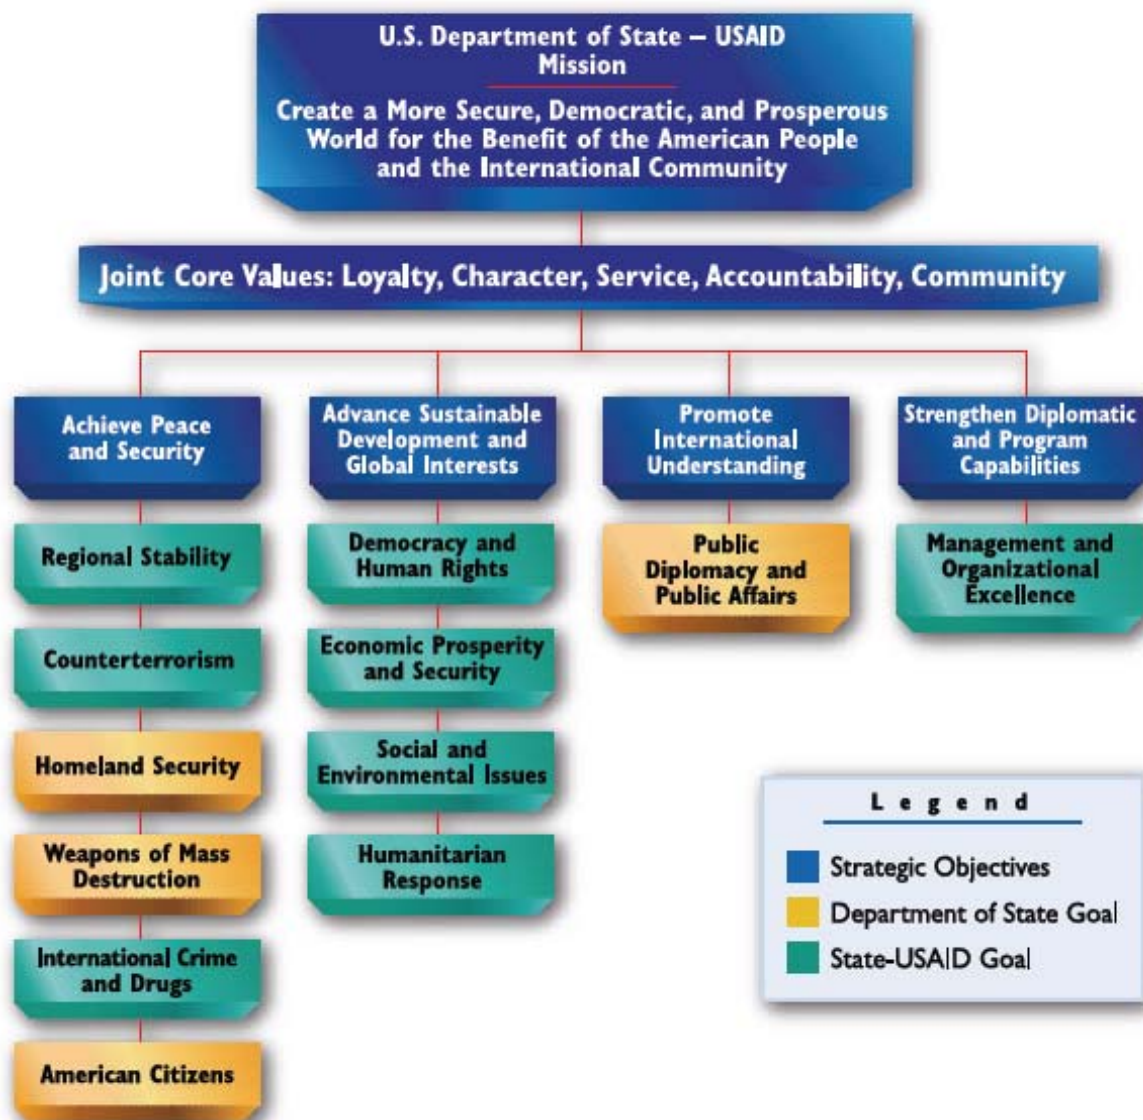 U.S. Department of State – USAID
Mission
Create a More Secure, Democratic, and Prosperous
World for the Benefit of the American People
and the International Community
Joint Core Values: Loyalty, Character, Service, Accountability, Community
Achieve Peace
and Security
Regional Stability
Counterterrorism
Homeland Security
Weapons of Mass
Destruction
International Crime
and Drugs
American Citizens
Advance Sustainable
Development and
Global Interests
Democracy and
Human Rights
Economic Prosperity
and Security
Social and
Environmental Issues
Humanitarian
Response
Promote
International
Understanding
Public
Diplomacy and
Public Affairs
Strengthen Diplomatic
and Program
Capabilities
Management and
Organizational
Excellence
Legend
Strategic Objectives
Department of State Goal
State-USAID Goal